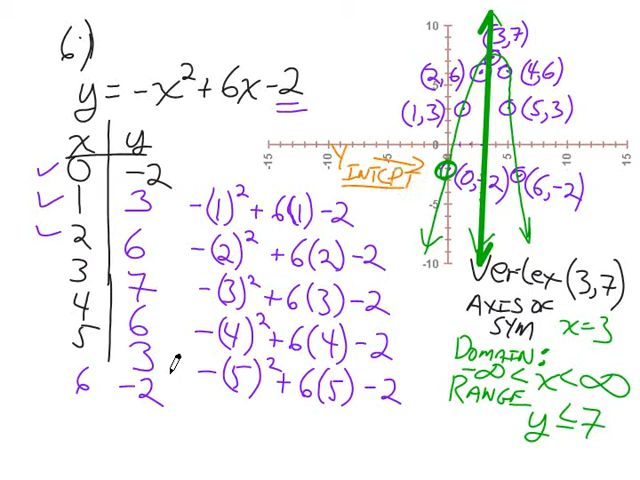 6.)
y = -x² + 6x - 2
x y
0 -2
1 3 -(1)² + 6(1) - 2
2 6 -(2)² + 6(2) - 2
3 7 -(3)² + 6(3) - 2
4 6 -(4)² + 6(4) - 2
5 3 -(5)² + 6(5) - 2
6 -2
10
5
-5
-10
-15 -10 -5 0 5 10 15
(3,7)
(2,6) (4,6)
(1,3) (5,3)
Y
INTCPT
(0,-2) (6,-2)
Vertex (3,7)
AXIS OF
SYM x=3
DOMAIN:
-∞ < x < ∞
RANGE
y ≤ 7